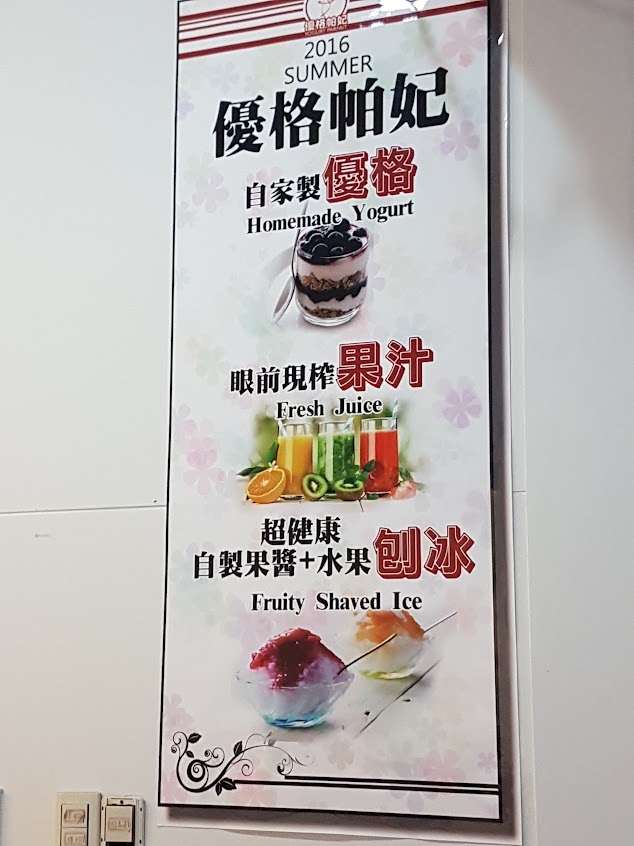 優格帕妃
YOGURT PARFAIT
2016
SUMMER
優格帕妃
自家製優格
Homemade Yogurt
眼前現榨果汁
Fresh Juice
超健康
自製果醬+水果刨冰
Fruity Shaved Ice